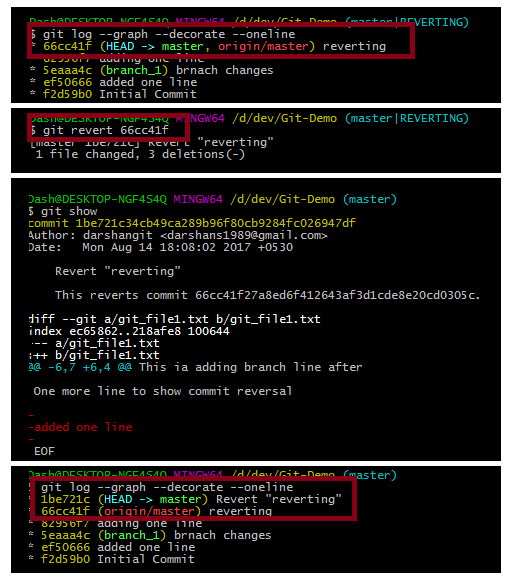 Dash@DESKTOP-NGF4S4Q MINGW64 /d/dev/Git-Demo (master|REVERTING)
$ git log --graph --decorate --oneline
* 66cc41f (HEAD -> master, origin/master) reverting
* 82956f7 adding one line
* 5eaaa4c (branch_1) brnach changes
* ef50666 added one line
* f2d59b0 Initial Commit
Dash@DESKTOP-NGF4S4Q MINGW64 /d/dev/Git-Demo (master|REVERTING)
$ git revert 66cc41f
[master 1be721c] Revert "reverting"
1 file changed, 3 deletions(-)
Dash@DESKTOP-NGF4S4Q MINGW64 /d/dev/Git-Demo (master)
$ git show
commit 1be721c34cb49ca289b96f80cb9284fc026947df
Author: darshangit <darshans1989@gmail.com>
Date:   Mon Aug 14 18:08:02 2017 +0530
Revert "reverting"
This reverts commit 66cc41f27a8ed6f412643af3d1cde8e20cd0305c.
diff --git a/git_file1.txt b/git_file1.txt
index ec65862..218afe8 100644
--- a/git_file1.txt
+++ b/git_file1.txt
@@ -6,7 +6,4 @@ This ia adding branch line after
One more line to show commit reversal
-
-added one line
-
EOF
Dash@DESKTOP-NGF4S4Q MINGW64 /d/dev/Git-Demo (master)
$ git log --graph --decorate --oneline
* 1be721c (HEAD -> master) Revert "reverting"
* 66cc41f (origin/master) reverting
* 82956f7 adding one line
* 5eaaa4c (branch_1) brnach changes
* ef50666 added one line
* f2d59b0 Initial Commit